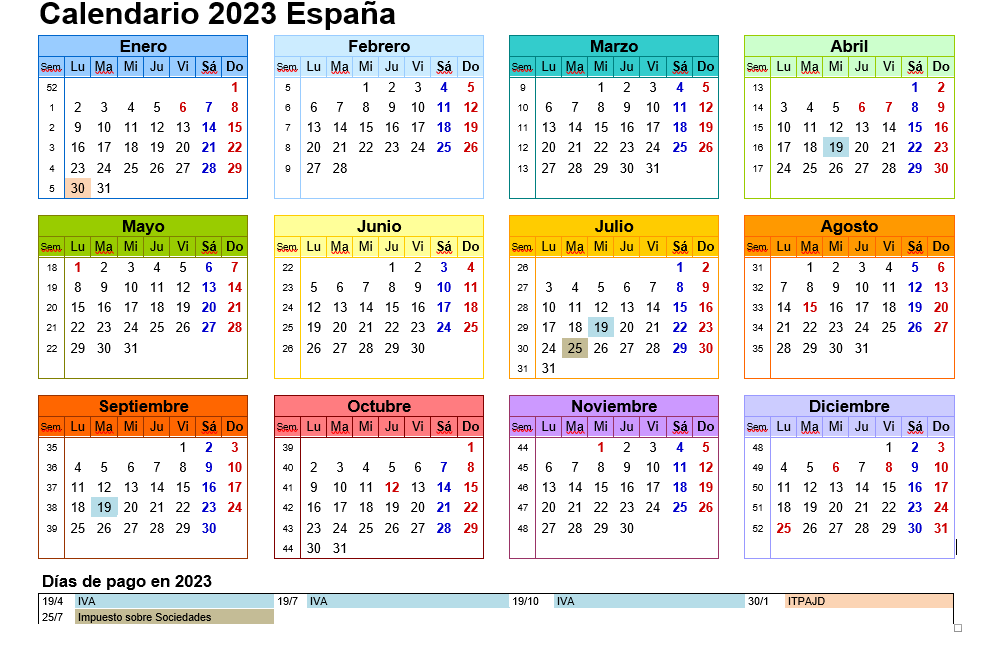 Calendario 2023 España
Enero
Sem. Lu Ma Mi Ju Vi Sá Do
52 1
1 2 3 4 5 6 7 8
2 9 10 11 12 13 14 15
3 16 17 18 19 20 21 22
4 23 24 25 26 27 28 29
5 30 31
Febrero
Sem. Lu Ma Mi Ju Vi Sá Do
5 1 2 3 4 5
6 6 7 8 9 10 11 12
7 13 14 15 16 17 18 19
8 20 21 22 23 24 25 26
9 27 28
Marzo
Sem. Lu Ma Mi Ju Vi Sá Do
9 1 2 3 4 5
10 6 7 8 9 10 11 12
11 13 14 15 16 17 18 19
12 20 21 22 23 24 25 26
13 27 28 29 30 31
Abril
Sem. Lu Ma Mi Ju Vi Sá Do
13 1 2
14 3 4 5 6 7 8 9
15 10 11 12 13 14 15 16
16 17 18 19 20 21 22 23
17 24 25 26 27 28 29 30
Mayo
Sem. Lu Ma Mi Ju Vi Sá Do
18 1 2 3 4 5 6 7
19 8 9 10 11 12 13 14
20 15 16 17 18 19 20 21
21 22 23 24 25 26 27 28
22 29 30 31
Junio
Sem. Lu Ma Mi Ju Vi Sá Do
22 1 2 3 4
23 5 6 7 8 9 10 11
24 12 13 14 15 16 17 18
25 19 20 21 22 23 24 25
26 26 27 28 29 30
Julio
Sem. Lu Ma Mi Ju Vi Sá Do
26 1 2
27 3 4 5 6 7 8 9
28 10 11 12 13 14 15 16
29 17 18 19 20 21 22 23
30 24 25 26 27 28 29 30
31 31
Agosto
Sem. Lu Ma Mi Ju Vi Sá Do
31 1 2 3 4 5 6
32 7 8 9 10 11 12 13
33 14 15 16 17 18 19 20
34 21 22 23 24 25 26 27
35 28 29 30 31
Septiembre
Sem. Lu Ma Mi Ju Vi Sá Do
35 1 2 3
36 4 5 6 7 8 9 10
37 11 12 13 14 15 16 17
38 18 19 20 21 22 23 24
39 25 26 27 28 29 30
Octubre
Sem. Lu Ma Mi Ju Vi Sá Do
39 1
40 2 3 4 5 6 7 8
41 9 10 11 12 13 14 15
42 16 17 18 19 20 21 22
43 23 24 25 26 27 28 29
44 30 31
Noviembre
Sem. Lu Ma Mi Ju Vi Sá Do
44 1 2 3 4 5
45 6 7 8 9 10 11 12
46 13 14 15 16 17 18 19
47 20 21 22 23 24 25 26
48 27 28 29 30
Diciembre
Sem. Lu Ma Mi Ju Vi Sá Do
48 1 2 3
49 4 5 6 7 8 9 10
50 11 12 13 14 15 16 17
51 18 19 20 21 22 23 24
52 25 26 27 28 29 30 31
Días de pago en 2023
19/4 IVA 19/7 IVA 19/10 IVA 30/1 ITPAJD
25/7 Impuesto sobre Sociedades